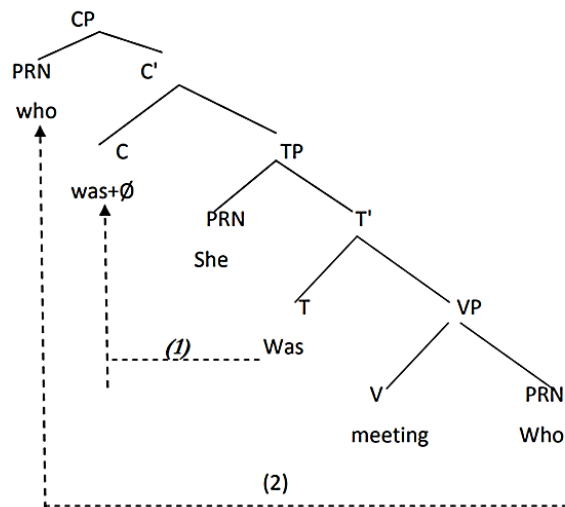 CP
PRN C'
who
C TP
was+Ø
PRN T'
She
T VP
(1) Was
V PRN
meeting Who
(2)